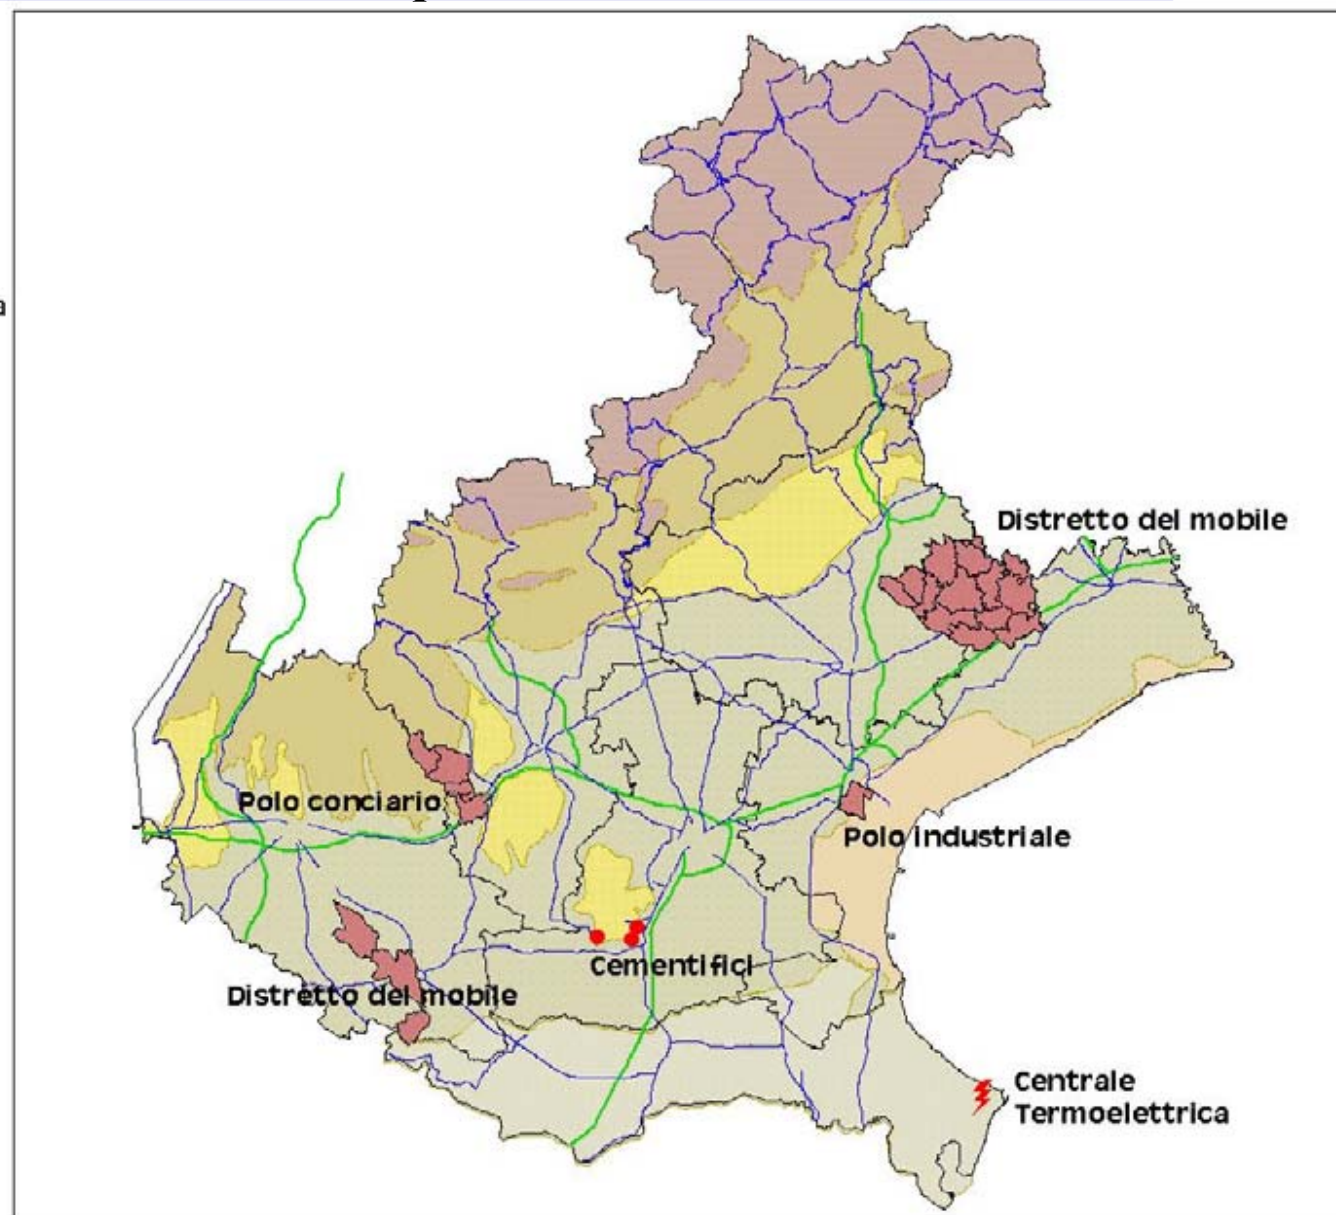 a
Distretto del mobile
Polo conciario
Polo industriale
Cementifici
Distretto del mobile
Centrale
Termoelettrica